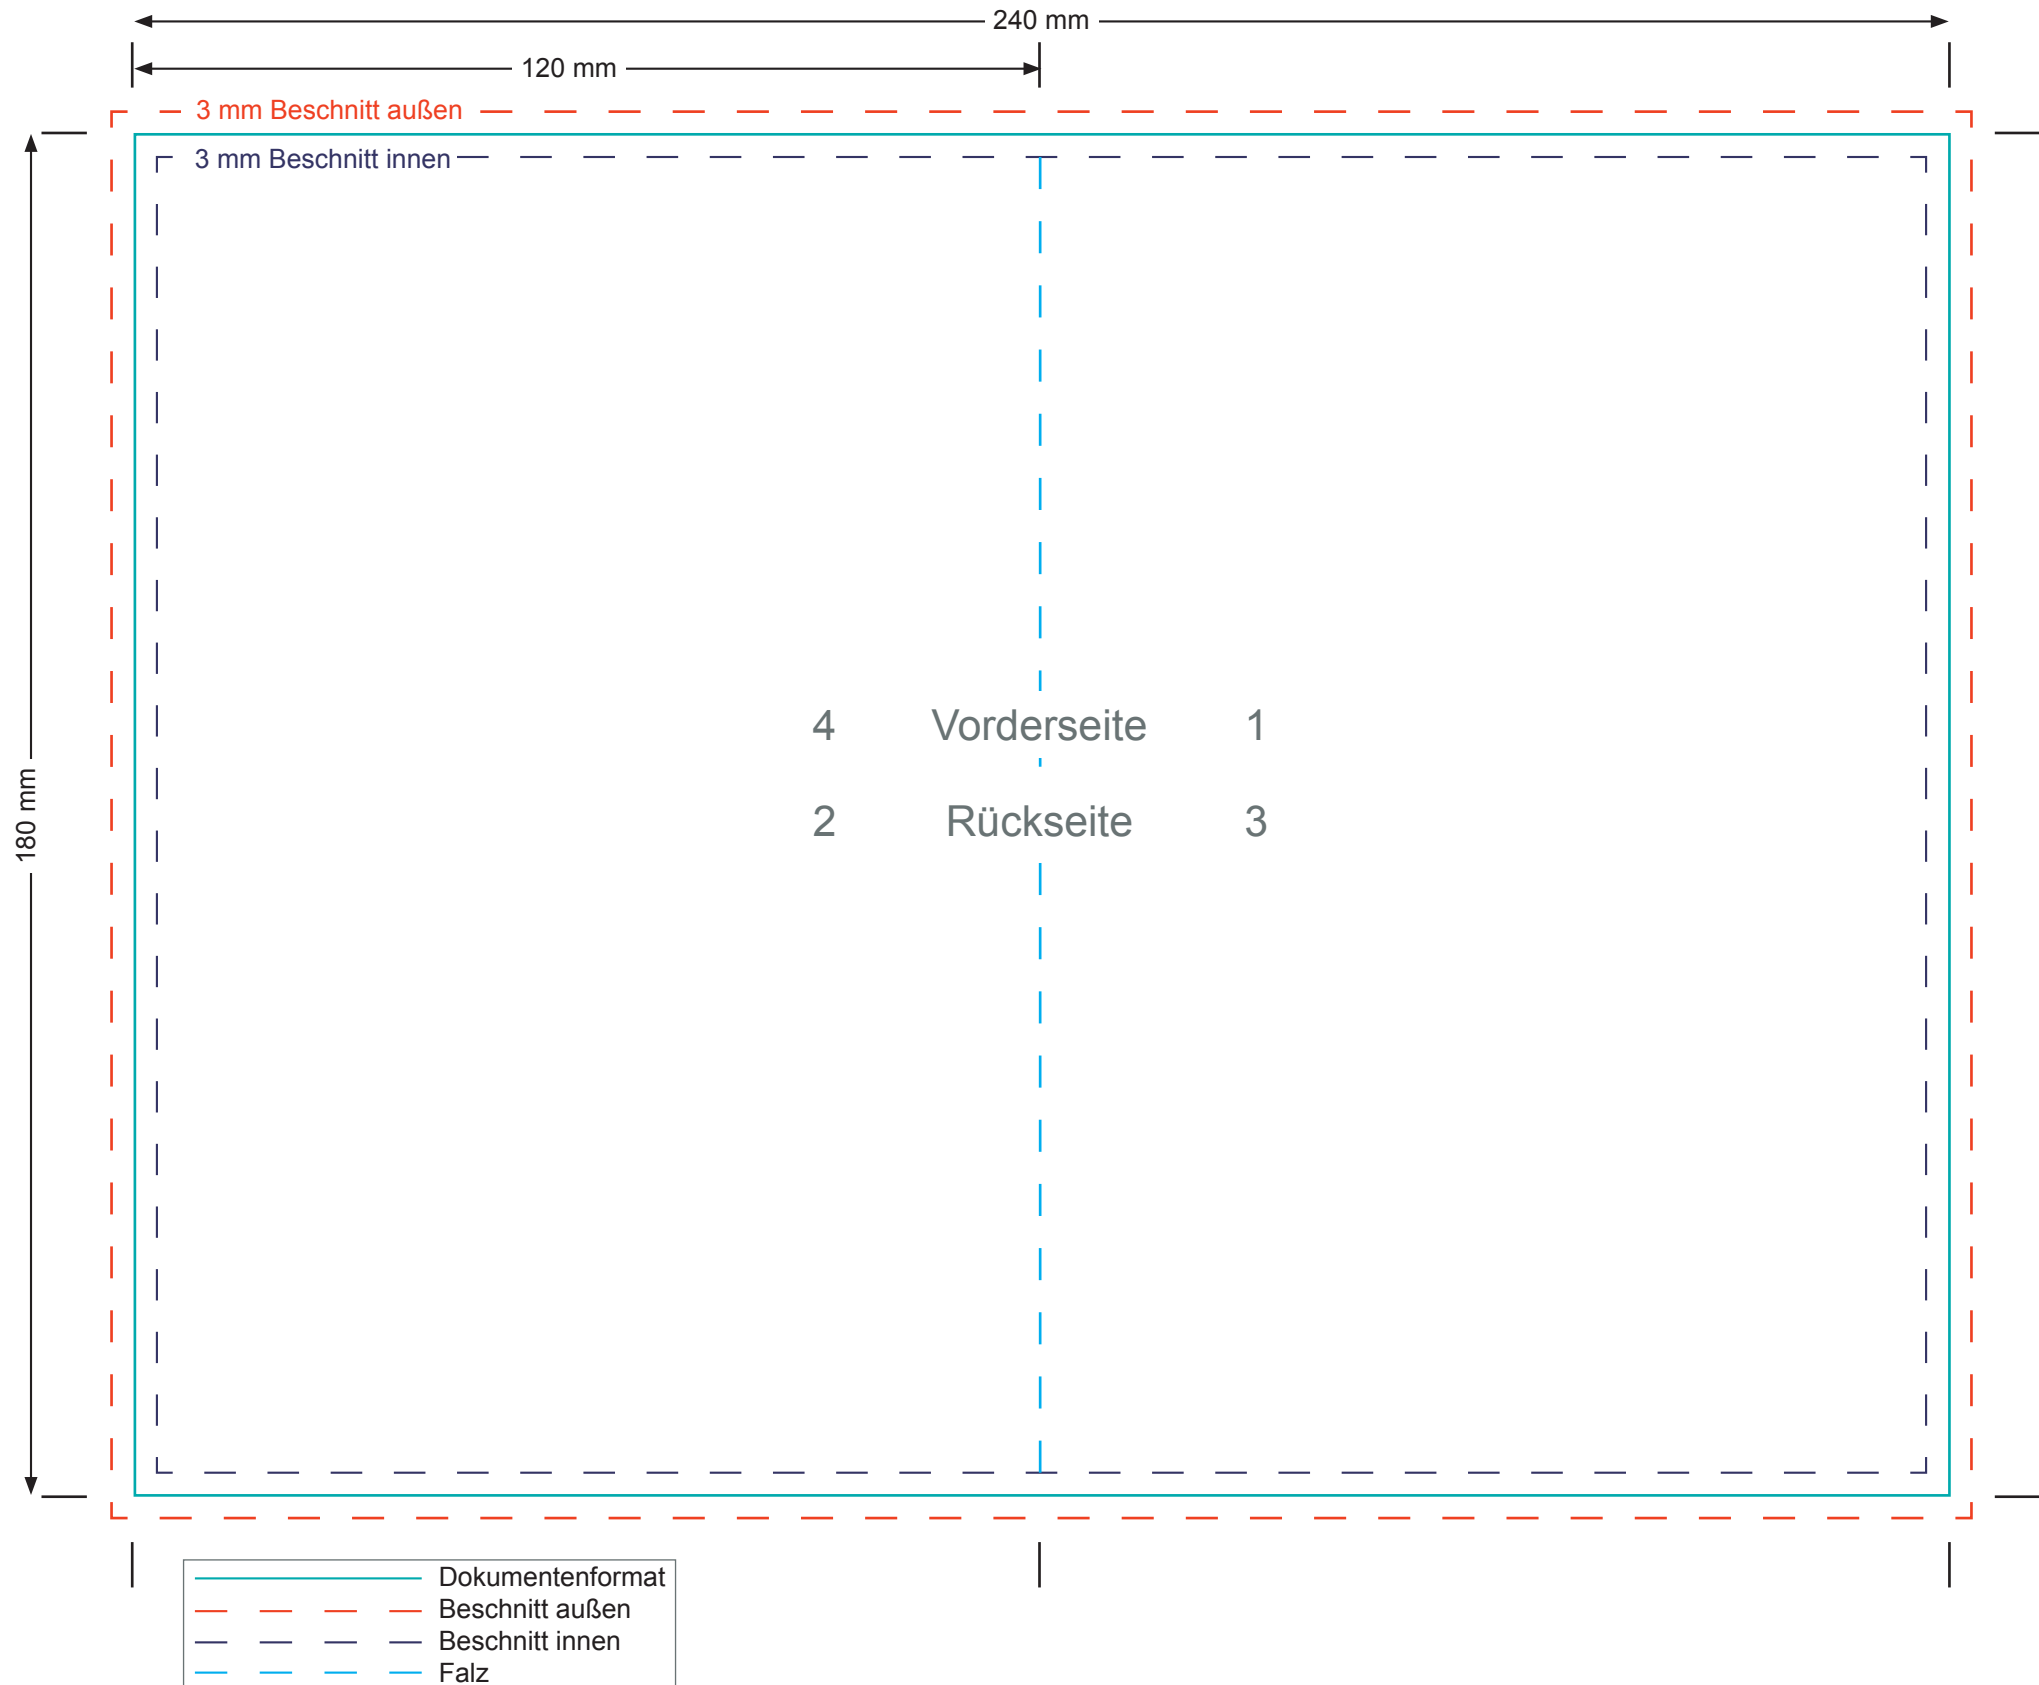 240 mm
120 mm
3 mm Beschnitt außen
3 mm Beschnitt innen
180 mm
4 Vorderseite 1
2 Rückseite 3
Dokumentenformat
Beschnitt außen
Beschnitt innen
Falz